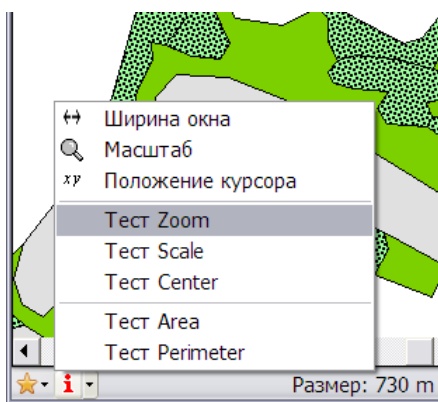 Ширина окна
Масштаб
xy Положение курсора
Тест Zoom
Тест Scale
Тест Center
Тест Area
Тест Perimeter
i Размер: 730 m